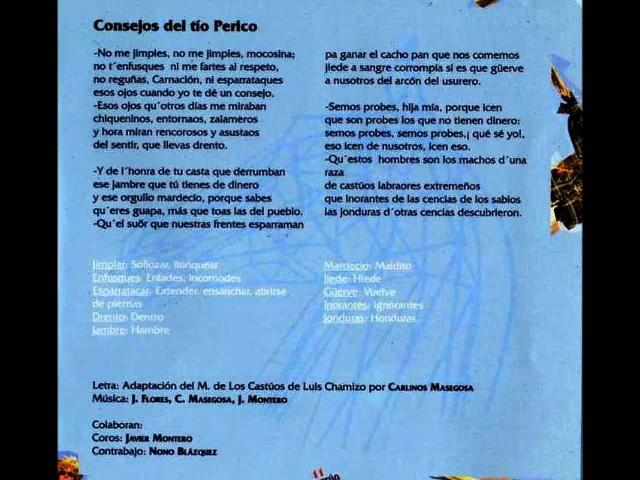 Consejos del tío Perico
-No me jimples, no me jimples, mocosina;
no t´enfusques ni me fartes al respeto,
no reguñas, Carnación, ni esparrataques
esos ojos cuando yo te dé un consejo.
-Esos ojos qu´otros días me miraban
chiqueninos, entornaos, zalameros
y hora miran rencorosos y asustaos
del sentir, que llevas drento.
-Y de l´honra de tu casta que derrumban
ese jambre que tú tienes de dinero
y ese orgullo mardecío, porque sabes
qu´eres guapa, más que toas las del pueblo.
-Qu´el suór que nuestras frentes esparraman
pa ganar el cacho pan que nos comemos
jiede a sangre corrompía si es que güerve
a nusotros del arcón del usurero.
-Semos probes, hija mía, porque icen
que son probes los que no tienen dinero:
semos probes, semos probes,¡ qué sé yo!,
eso icen de nusotros, icen eso.
-Qu´estos hombres son los machos d´una
raza
de castúos labraores extremeños
que inorantes de las cencias de los sabios
las jonduras d´otras cencias descubrieron.
Jimplar: Sollozar, lloriquear
Enfusques: Enfades, incomodes
Esparratacar: Extender, ensanchar, abrirse
de piernas
Drento: Dentro
Jambre: Hambre
Mardecio: Maldito
Jiede: Hiede
Güerve: Vuelve
Inorantes: Ignorantes
Jonduras: Honduras
Letra: Adaptación del M. de Los Castúos de Luis Chamizo por Carlinos Masegosa
Música: J. Flores, C. Masegosa, J. Montero
Colaboran:
Coros: Javier Montero
Contrabajo: Nono Blázquez